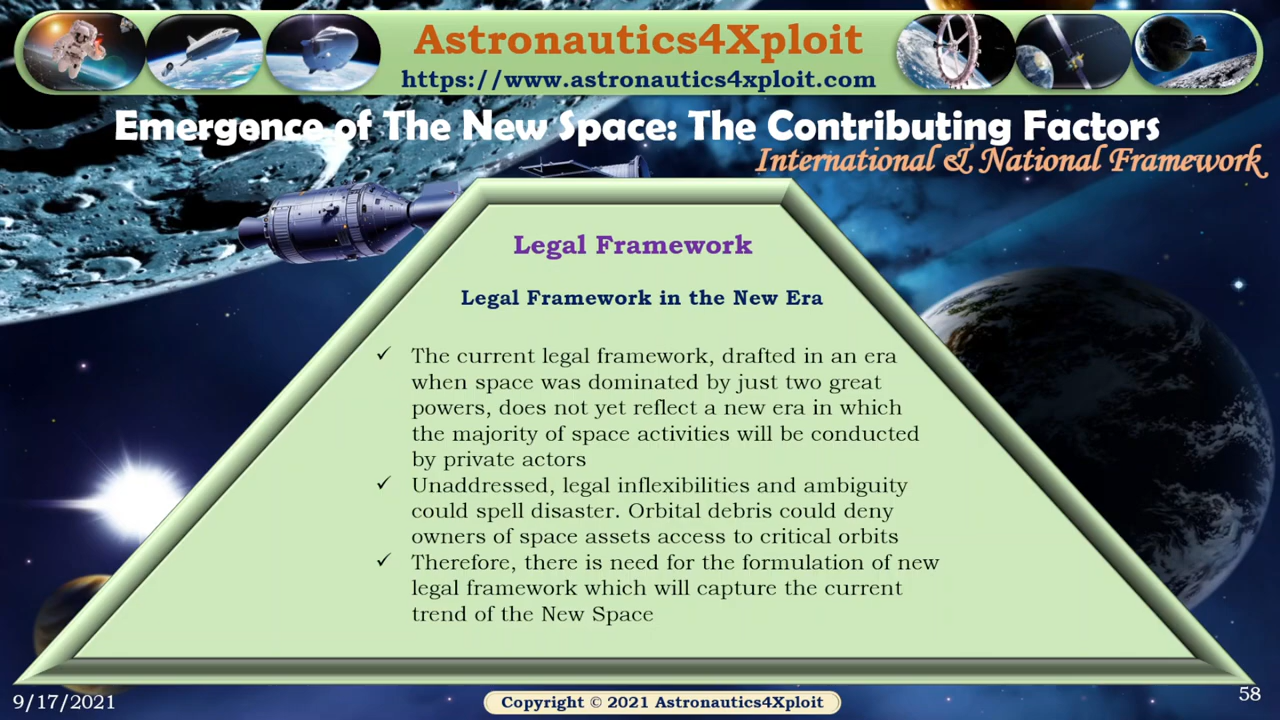 Astronautics4Xploit
https://www.astronautics4xploit.com
Emergence of The New Space: The Contributing Factors
International & National Framework
Legal Framework
Legal Framework in the New Era
✓ The current legal framework, drafted in an era
when space was dominated by just two great
powers, does not yet reflect a new era in which
the majority of space activities will be conducted
by private actors
✓ Unaddressed, legal inflexibilities and ambiguity
could spell disaster. Orbital debris could deny
owners of space assets access to critical orbits
✓ Therefore, there is need for the formulation of new
legal framework which will capture the current
trend of the New Space
9/17/2021
Copyright © 2021 Astronautics4Xploit
58